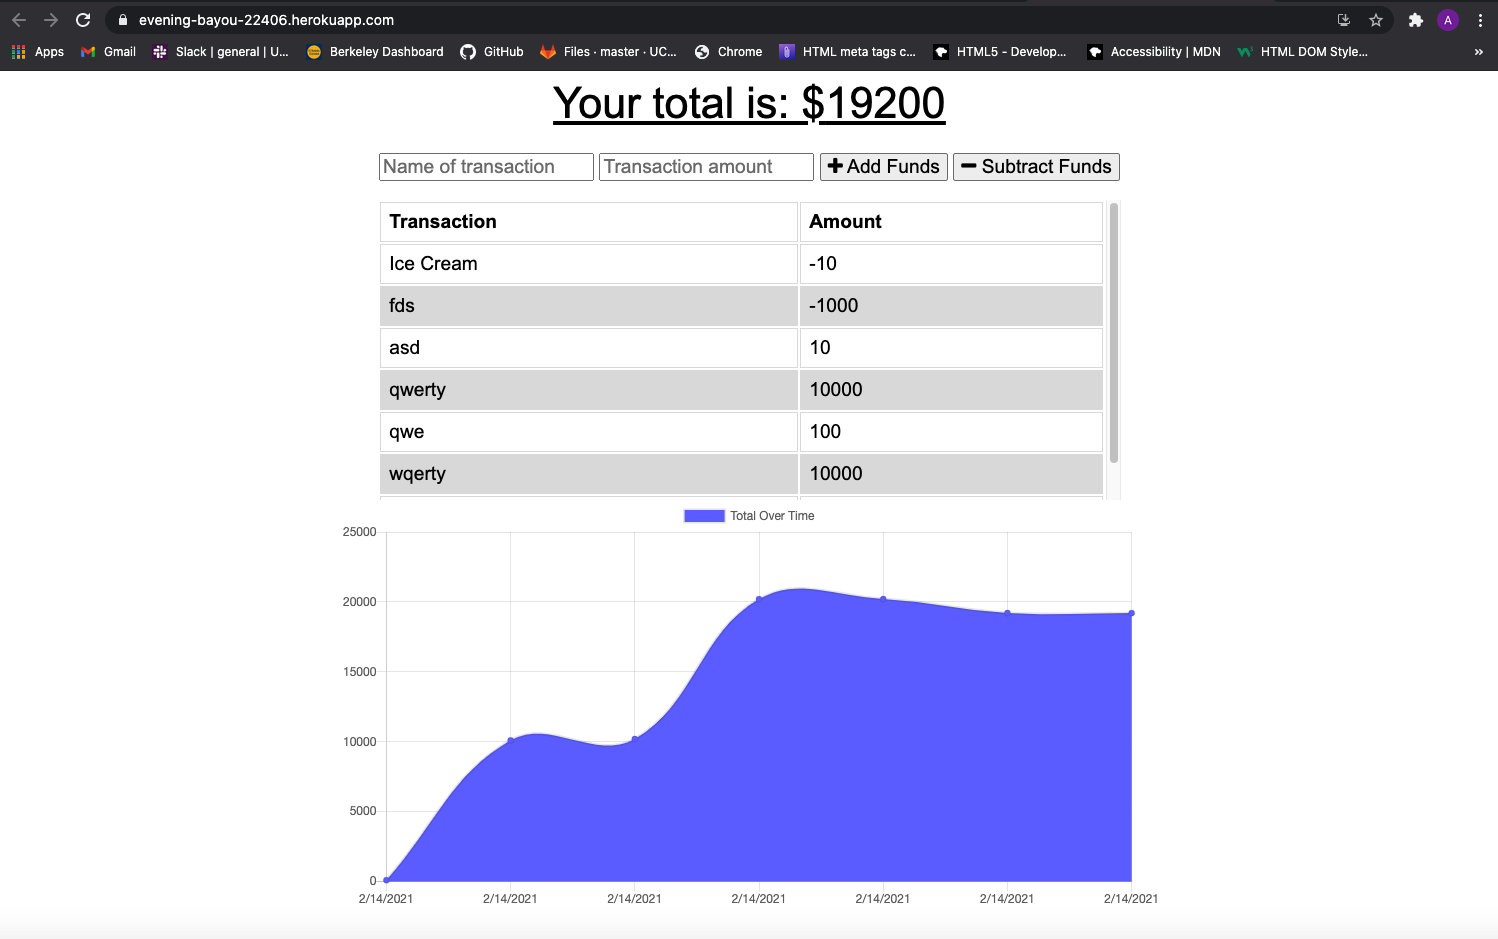 evening-bayou-22406.herokuapp.com
A
Apps Gmail Slack | general | U... Berkeley Dashboard GitHub Files · master · UC... Chrome HTML meta tags c... HTML5 - Develop... Accessibility | MDN HTML DOM Style... »
Your total is: $19200
Name of transaction Transaction amount Add Funds Subtract Funds
Transaction Amount
Ice Cream -10
fds -1000
asd 10
qwerty 10000
qwe 100
wqerty 10000
Total Over Time
25000
20000
15000
10000
5000
0
2/14/2021 2/14/2021 2/14/2021 2/14/2021 2/14/2021 2/14/2021 2/14/2021